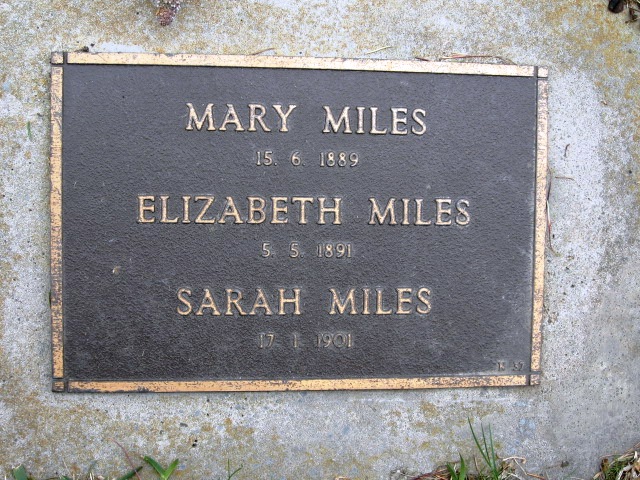 MARY MILES
15. 6. 1889
ELIZABETH MILES
5. 5. 1891
SARAH MILES
17. 1. 1901